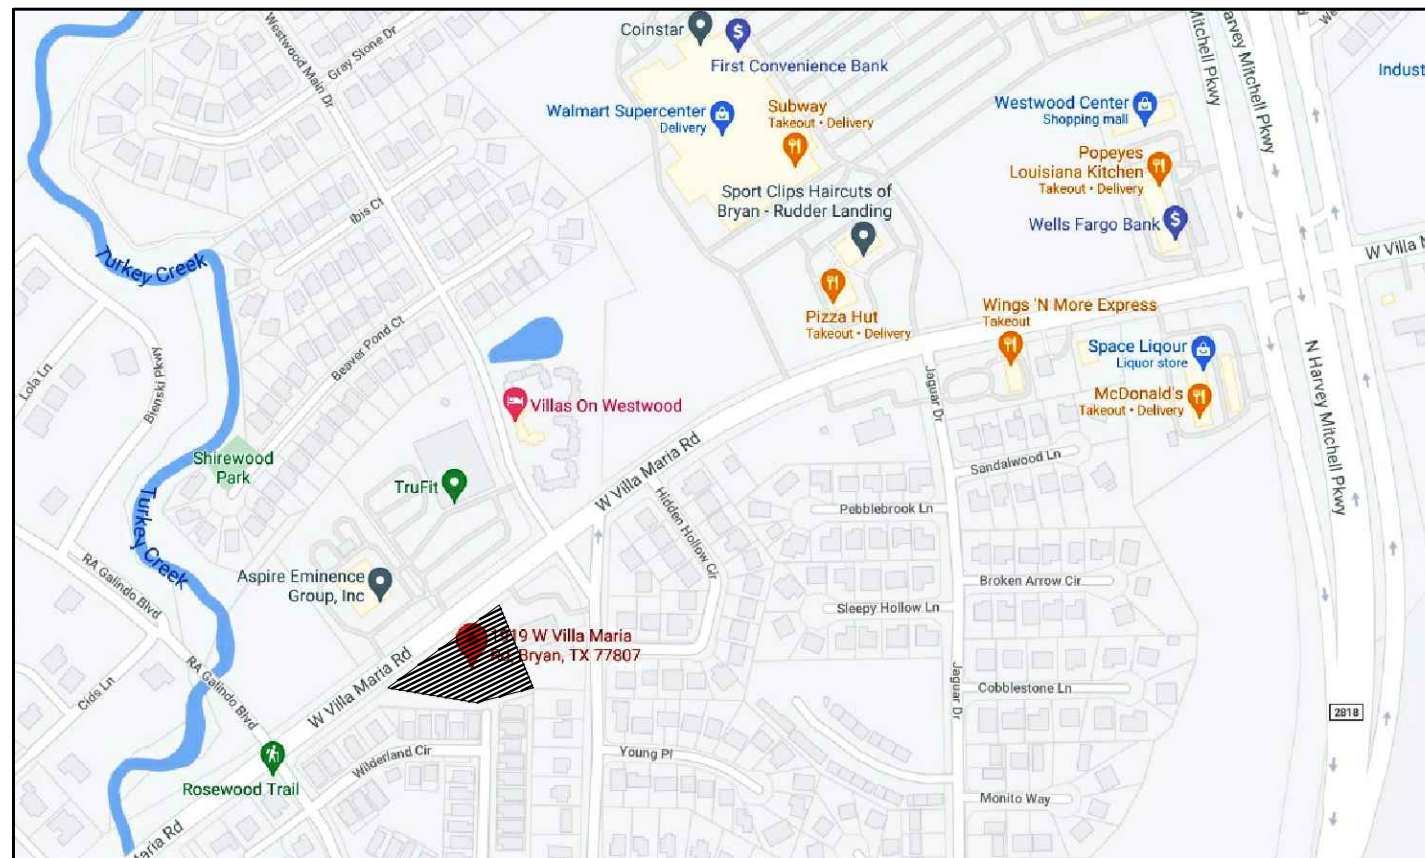 Coinstar
First Convenience Bank
Westwood Main Dr
Gray Stone Dr
Mitchell Pkwy
Harvey Mitchell Pkwy
Indust
Walmart Supercenter
Delivery
Subway
Takeout • Delivery
Westwood Center
Shopping mall
Popeyes
Louisiana Kitchen
Takeout • Delivery
Sport Clips Haircuts of
Bryan - Rudder Landing
Ibis Ct
Wells Fargo Bank
W Villa
Turkey Creek
Pizza Hut
Takeout • Delivery
Wings 'N More Express
Takeout
Beaver Pond Ct
Lola Ln
Bienski Pkwy
Space Liqour
Liquor store
N Harvey Mitchell Pkwy
Jaguar Dr
McDonald's
Takeout • Delivery
Villas On Westwood
Shirewood
Park
W Villa Maria Rd
Sandalwood Ln
TruFit
Turkey Creek
Hidden Hollow Cir
Pebblebrook Ln
RA Galindo Blvd
Aspire Eminence
Group, Inc
Broken Arrow Cir
Sleepy Hollow Ln
1819 W Villa Maria
Rd, Bryan, TX 77807
W Villa Maria Rd
RA Galindo Blvd
Cids Ln
Jaguar Dr
Cobblestone Ln
2818
Wilderland Cir
Young Pl
Rosewood Trail
Monito Way
Maria Rd